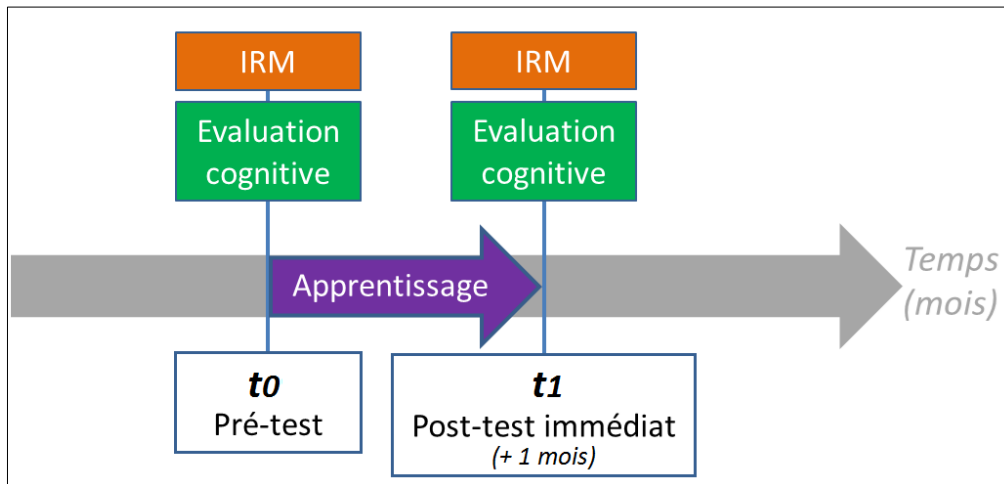 IRM
IRM
Evaluation
cognitive
Evaluation
cognitive
Apprentissage
Temps
(mois)
t0
Pré-test
t1
Post-test immédiat
(+ 1 mois)